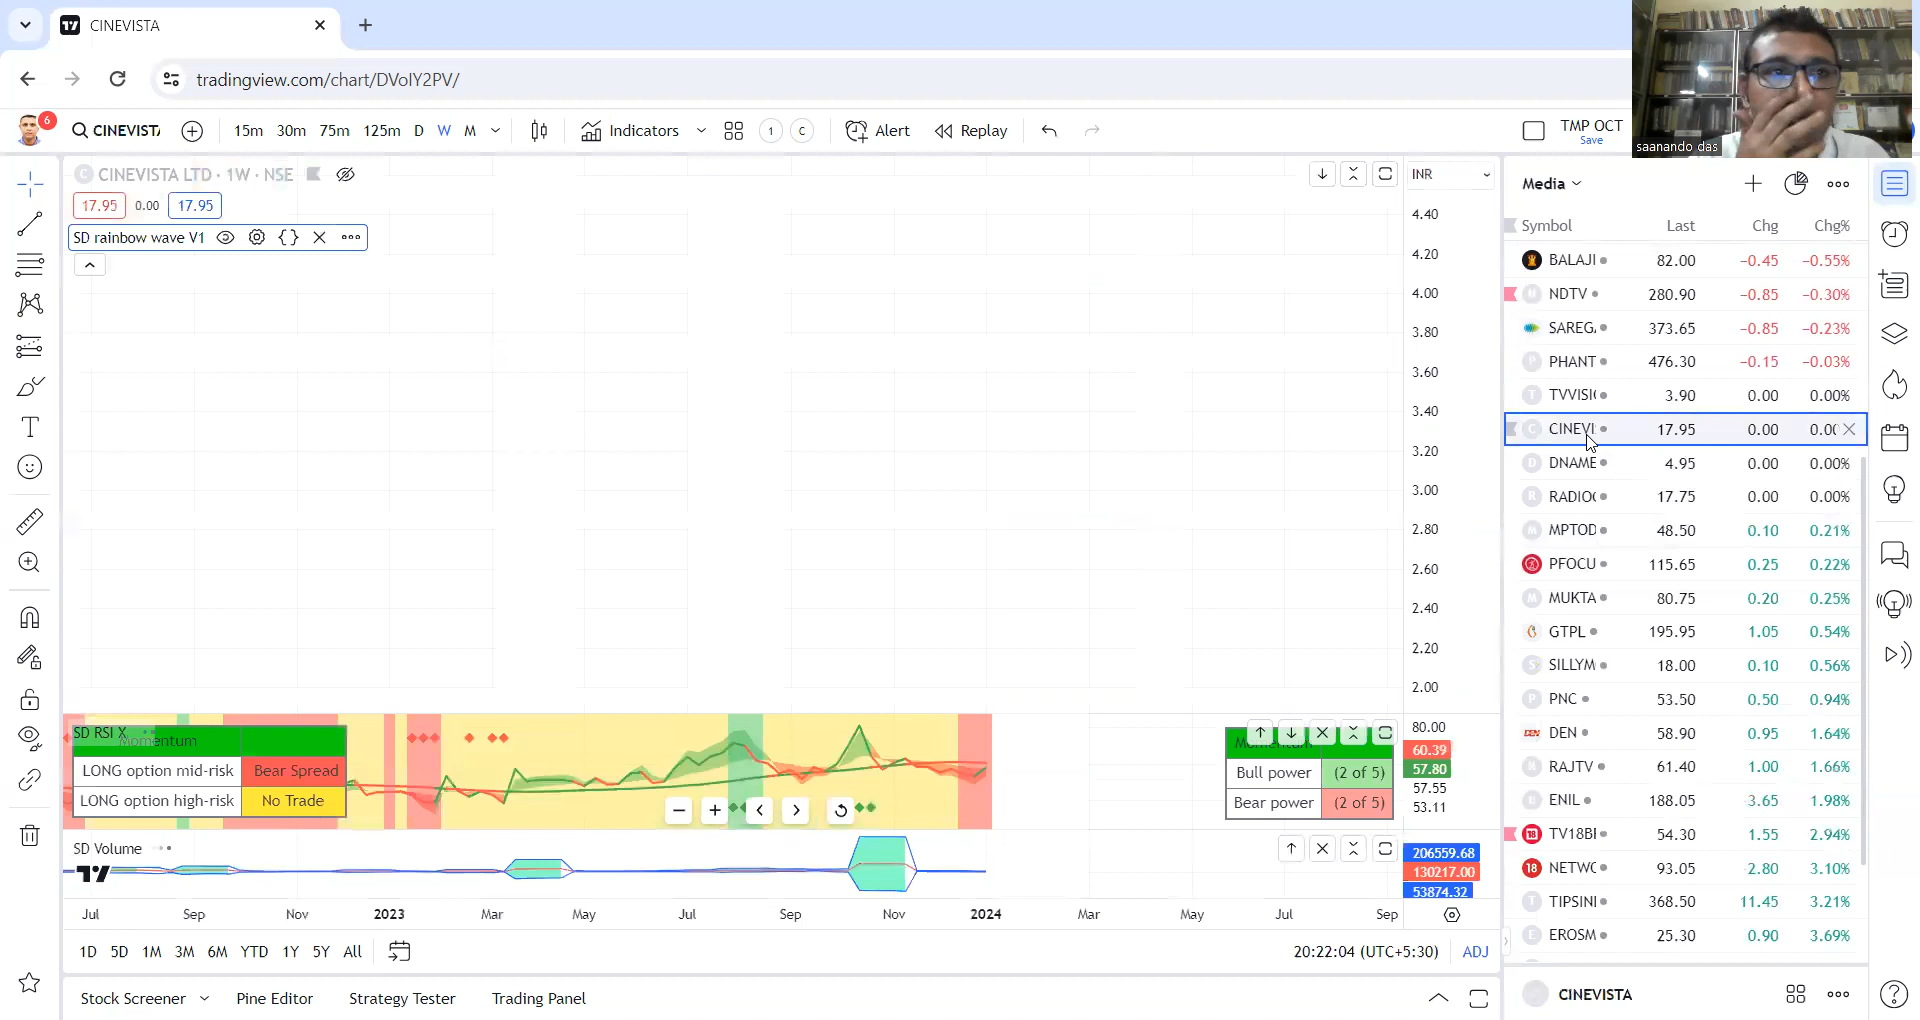 CINEVISTA
tradingview.com/chart/DVoIY2PV/
saanando das
6
CINEVISTA
15m 30m 75m 125m D W M
Indicators
1 C
Alert
Replay
TMP OCT
Save
C CINEVISTA LTD · 1W · NSE
17.95 0.00 17.95
SD rainbow wave V1
INR
4.40
4.20
4.00
3.80
3.60
3.40
3.20
3.00
2.80
2.60
2.40
2.20
2.00
SD RSI X
Momentum
LONG option mid-risk Bear Spread
LONG option high-risk No Trade
Momentum
Bull power (2 of 5)
Bear power (2 of 5)
80.00
60.39
57.80
57.55
53.11
SD Volume
206559.68
130217.00
53874.32
Jul Sep Nov 2023 Mar May Jul Sep Nov 2024 Mar May Jul Sep
1D 5D 1M 3M 6M YTD 1Y 5Y All
20:22:04 (UTC+5:30) ADJ
Stock Screener Pine Editor Strategy Tester Trading Panel
Media
Symbol Last Chg Chg%
BALAJI 82.00 −0.45 −0.55%
NDTV 280.90 −0.85 −0.30%
SAREG 373.65 −0.85 −0.23%
P PHANT 476.30 −0.15 −0.03%
T TVVISI 3.90 0.00 0.00%
C CINEVI 17.95 0.00 0.00
D DNAME 4.95 0.00 0.00%
R RADIO 17.75 0.00 0.00%
M MPTOD 48.50 0.10 0.21%
PFOCU 115.65 0.25 0.22%
M MUKTA 80.75 0.20 0.25%
GTPL 195.95 1.05 0.54%
S SILLYM 18.00 0.10 0.56%
PNC 53.50 0.50 0.94%
DEN DEN 58.90 0.95 1.64%
RAJTV 61.40 1.00 1.66%
ENIL 188.05 3.65 1.98%
18 TV18B 54.30 1.55 2.94%
18 NETWO 93.05 2.80 3.10%
T TIPSIN 368.50 11.45 3.21%
E EROSM 25.30 0.90 3.69%
CINEVISTA